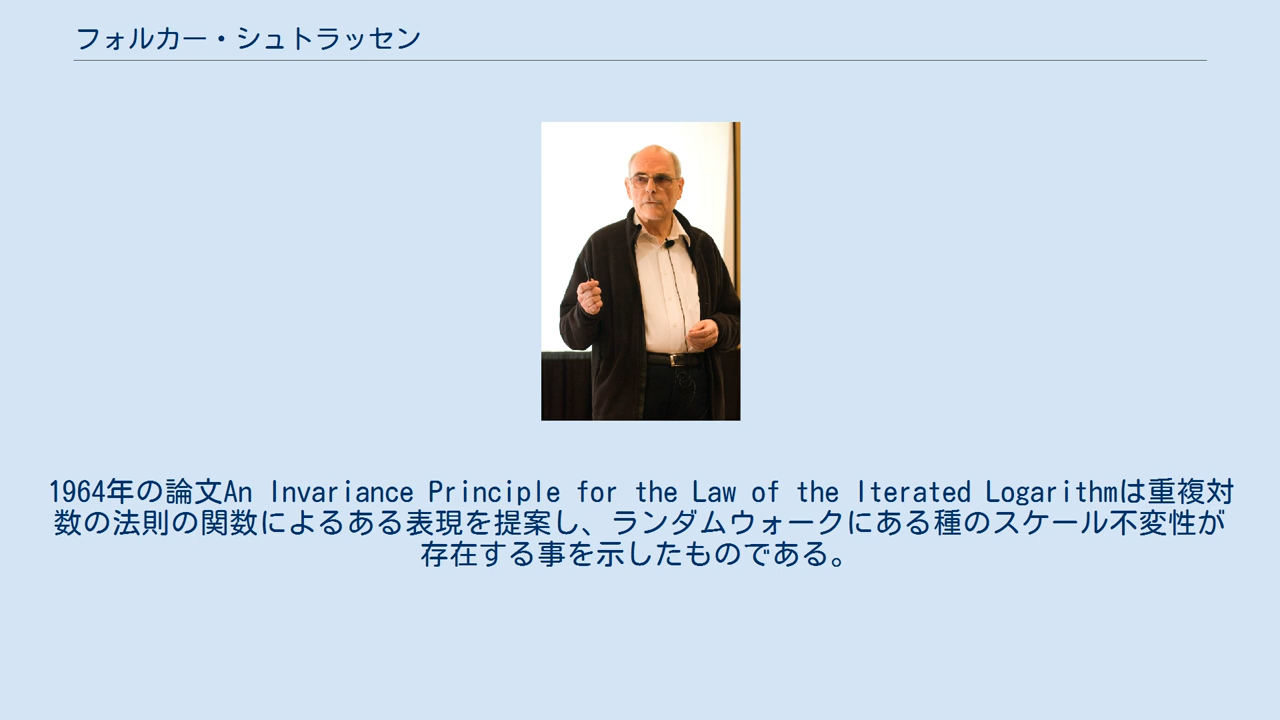 フォルカー・シュトラッセン
1964年の論文An Invariance Principle for the Law of the Iterated Logarithmは重複対
数の法則の関数によるある表現を提案し、ランダムウォークにある種のスケール不変性が
存在する事を示したものである。